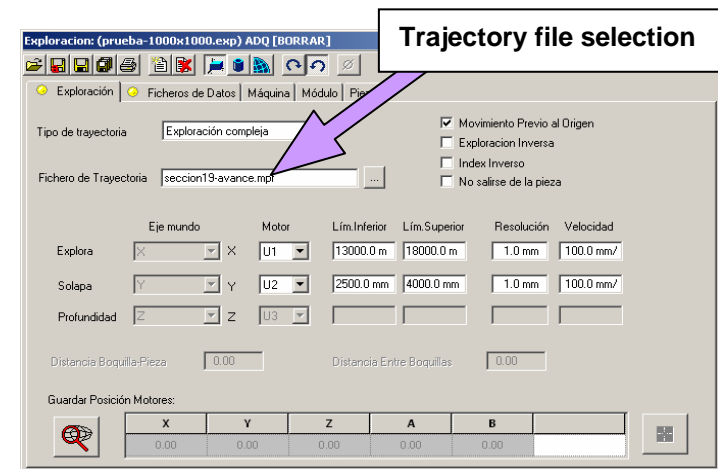 Exploracion: (prueba-1000x1000.exp) ADQ [BORRAR]
Trajectory file selection
Exploración Ficheros de Datos Máquina Módulo
Tipo de trayectoria Exploración compleja
Movimiento Previo al Origen
Exploracion Inversa
Index Inverso
No salirse de la pieza
Fichero de Trayectoria seccion19-avance.mpf ...
Eje mundo Motor Lím.Inferior Lím.Superior Resolución Velocidad
Explora X X U1 13000.0 m 18000.0 m 1.0 mm 100.0 mm/
Solapa Y Y U2 2500.0 mm 4000.0 mm 1.0 mm 100.0 mm/
Profundidad Z Z U3
Distancia Boquilla-Pieza 0.00 Distancia Entre Boquillas 0.00
Guardar Posición Motores:
X Y Z A B
0.00 0.00 0.00 0.00 0.00